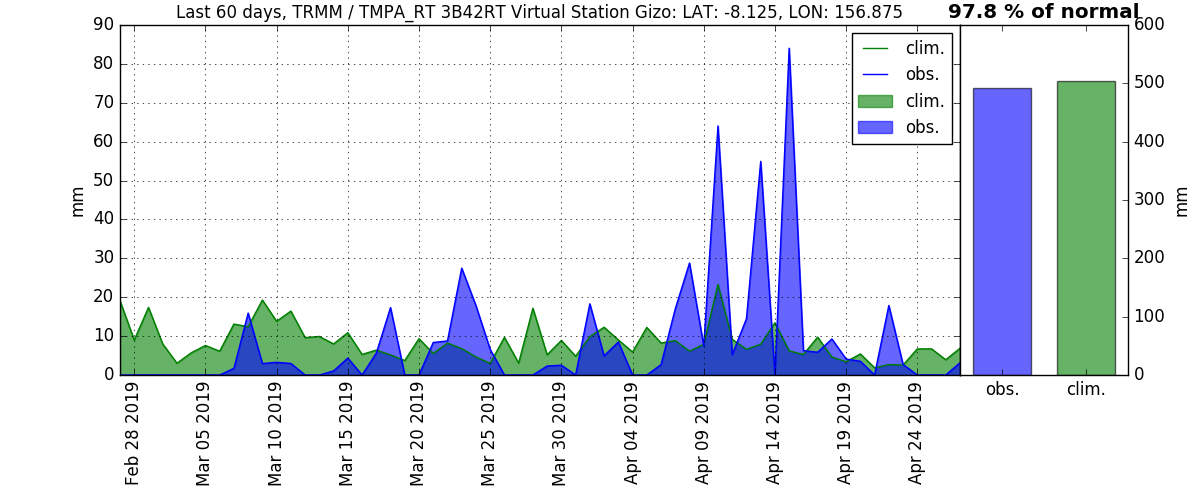 Last 60 days, TRMM / TMPA_RT 3B42RT Virtual Station Gizo: LAT: -8.125, LON: 156.875
97.8 % of normal
90
80
70
60
50
40
30
20
10
0
mm
clim.
obs.
clim.
obs.
600
500
400
300
200
100
0
mm
obs.
clim.
Feb 28 2019
Mar 05 2019
Mar 10 2019
Mar 15 2019
Mar 20 2019
Mar 25 2019
Mar 30 2019
Apr 04 2019
Apr 09 2019
Apr 14 2019
Apr 19 2019
Apr 24 2019